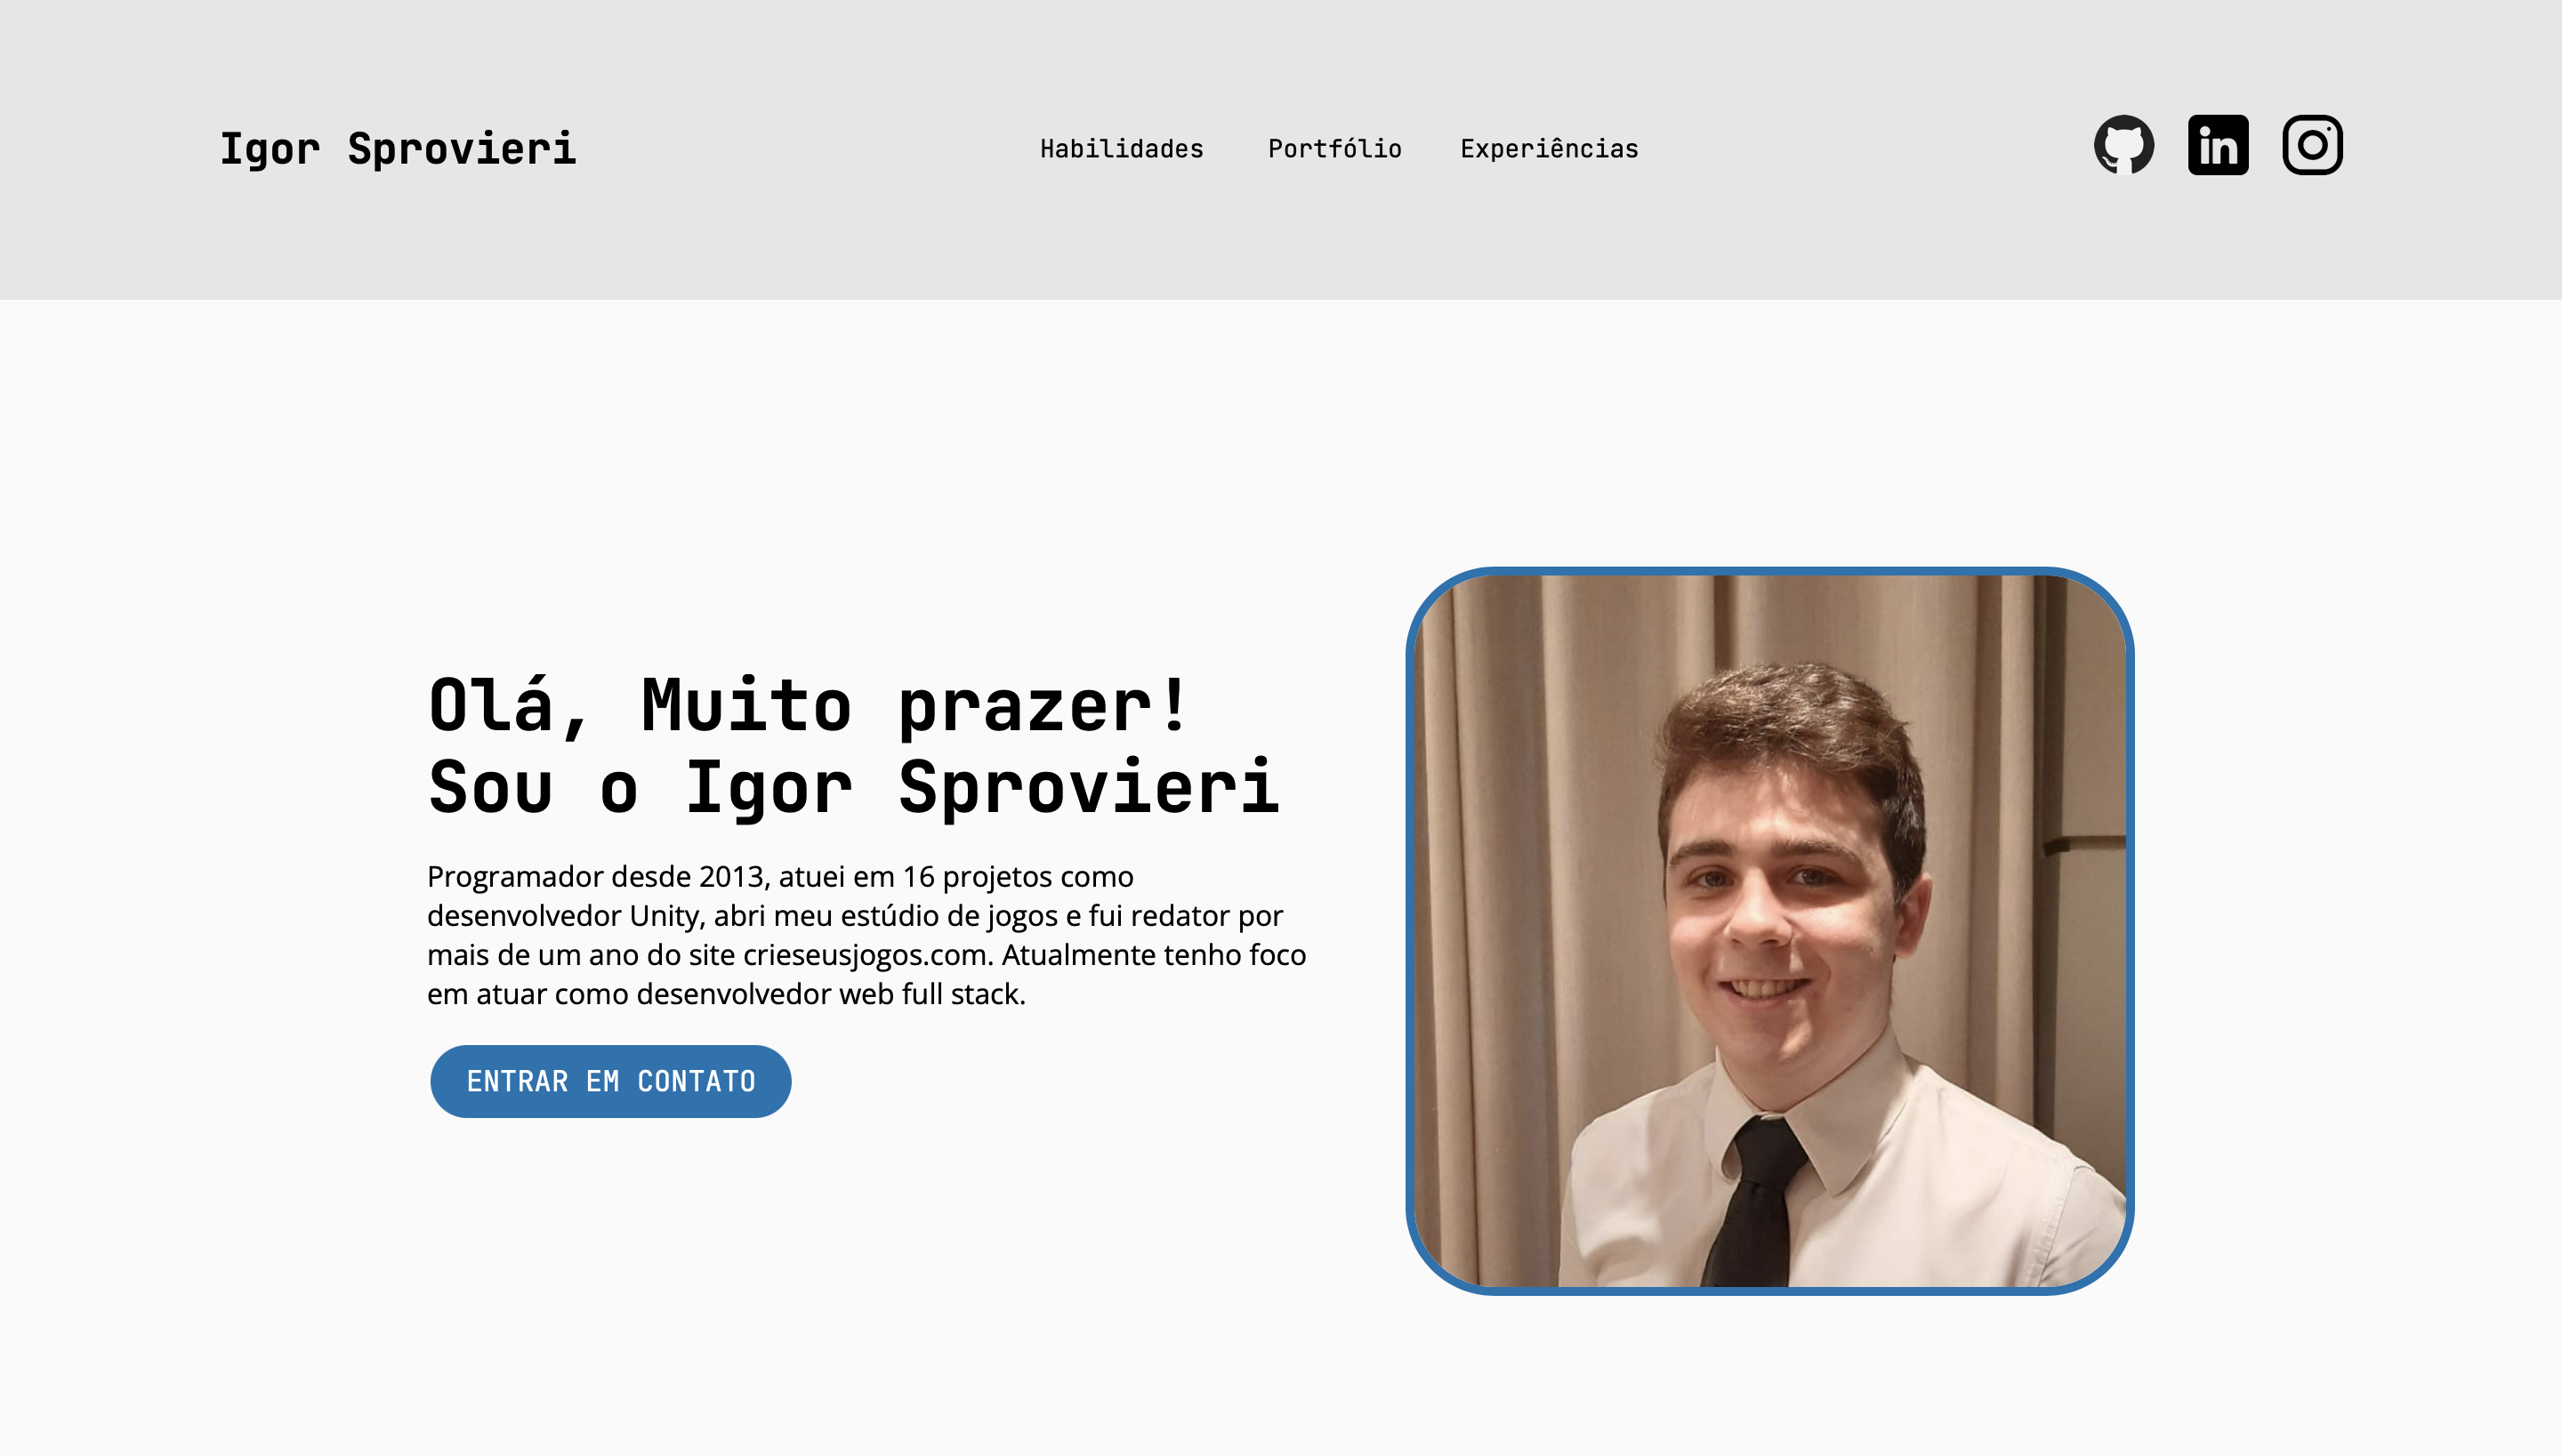 Igor Sprovieri
Habilidades
Portfólio
Experiências
in
Olá, Muito prazer!
Sou o Igor Sprovieri
Programador desde 2013, atuei em 16 projetos como
desenvolvedor Unity, abri meu estúdio de jogos e fui redator por
mais de um ano do site crieseusjogos.com. Atualmente tenho foco
em atuar como desenvolvedor web full stack.
ENTRAR EM CONTATO